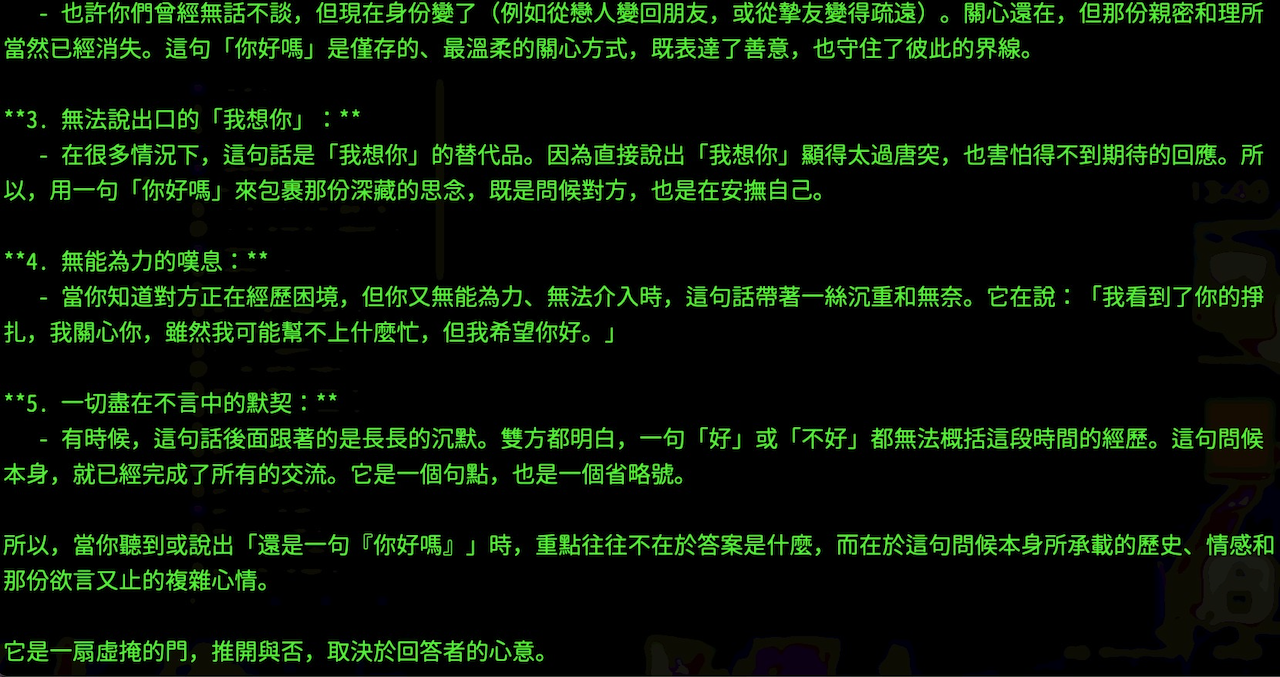 - 也許你們曾經無話不談，但現在身份變了（例如從戀人變回朋友，或從摯友變得疏遠）。關心還在，但那份親密和理所
當然已經消失。這句「你好嗎」是僅存的、最溫柔的關心方式，既表達了善意，也守住了彼此的界線。
**3. 無法說出口的「我想你」：**
- 在很多情況下，這句話是「我想你」的替代品。因為直接說出「我想你」顯得太過唐突，也害怕得不到期待的回應。所
以，用一句「你好嗎」來包裹那份深藏的思念，既是問候對方，也是在安撫自己。
**4. 無能為力的嘆息：**
- 當你知道對方正在經歷困境，但你又無能為力、無法介入時，這句話帶著一絲沉重和無奈。它在說：「我看到了你的掙
扎，我關心你，雖然我可能幫不上什麼忙，但我希望你好。」
**5. 一切盡在不言中的默契：**
- 有時候，這句話後面跟著的是長長的沉默。雙方都明白，一句「好」或「不好」都無法概括這段時間的經歷。這句問候
本身，就已經完成了所有的交流。它是一個句點，也是一個省略號。
所以，當你聽到或說出「還是一句『你好嗎』」時，重點往往不在於答案是什麼，而在於這句問候本身所承載的歷史、情感和
那份欲言又止的複雜心情。
它是一扇虛掩的門，推開與否，取決於回答者的心意。